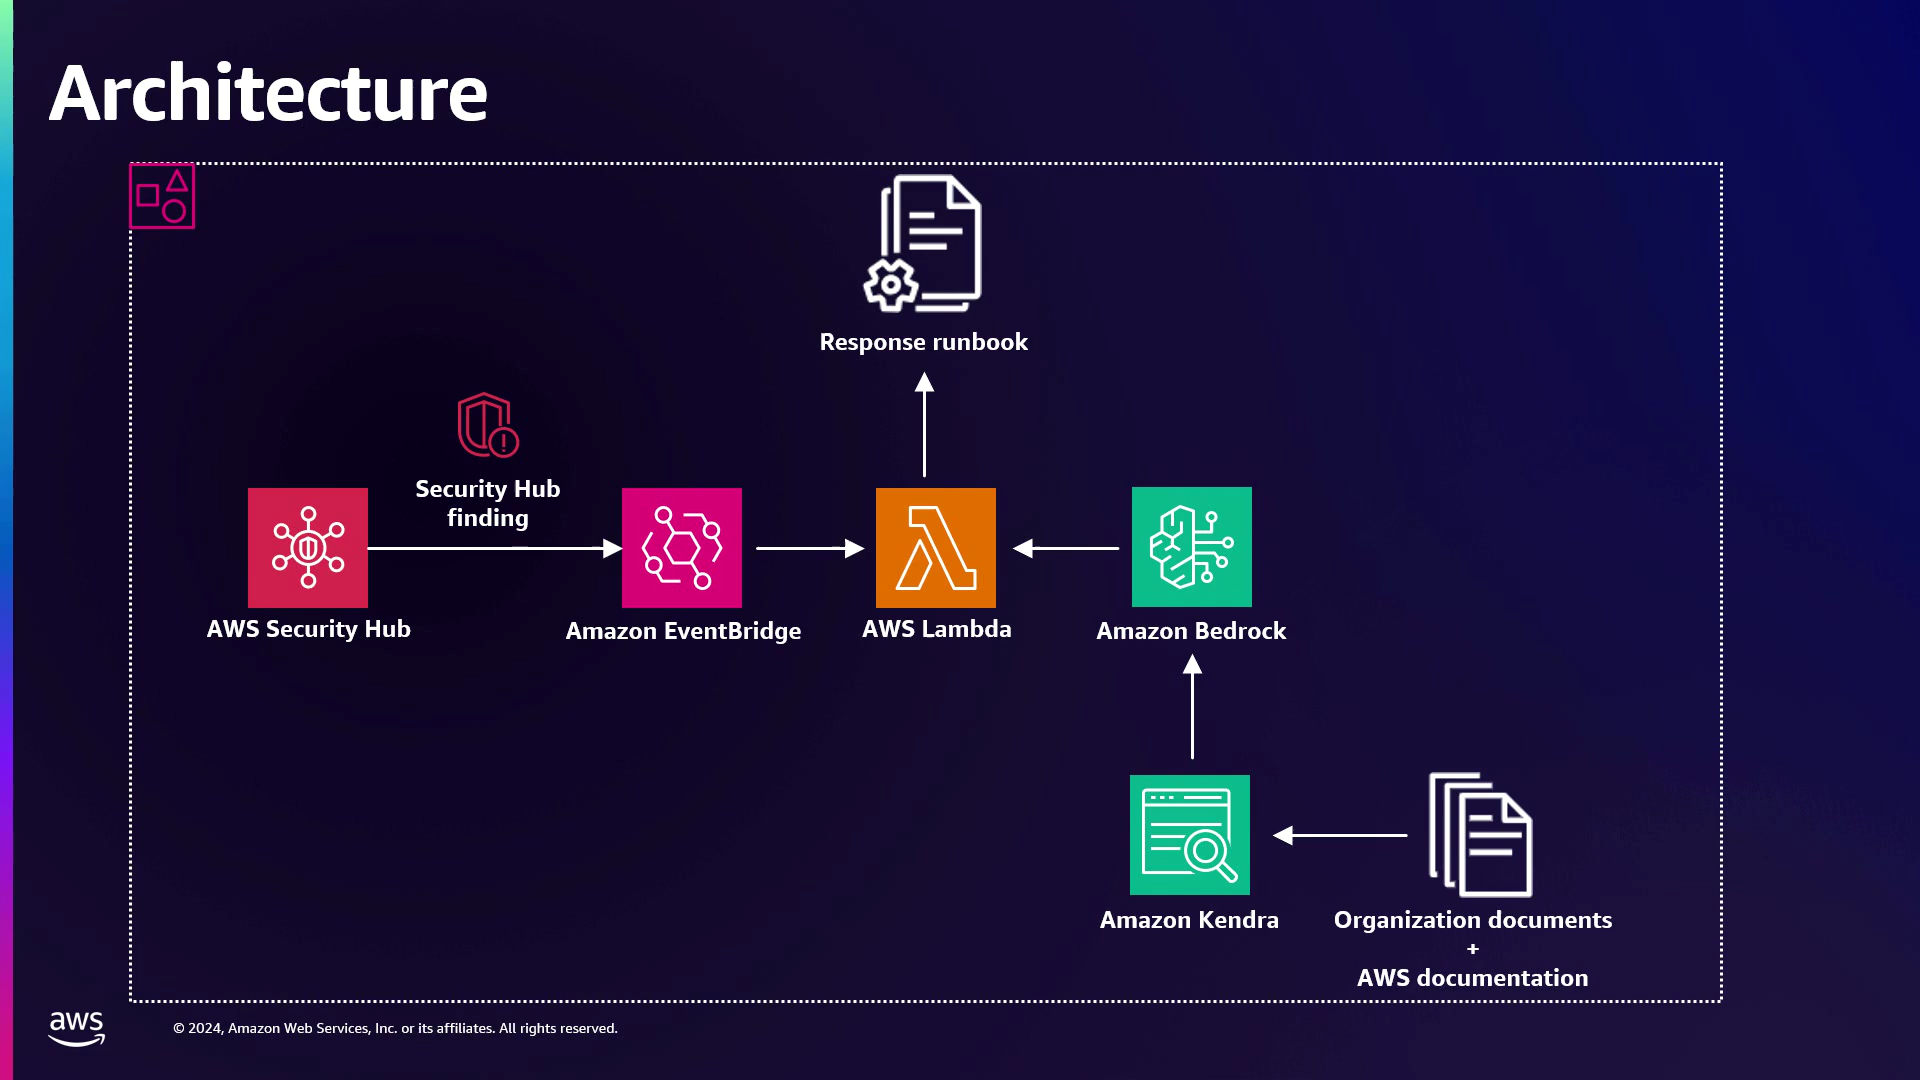 Architecture
Response runbook
Security Hub
finding
AWS Security Hub
Amazon EventBridge
AWS Lambda
Amazon Bedrock
Amazon Kendra
Organization documents
+
AWS documentation
aws
© 2024, Amazon Web Services, Inc. or its affiliates. All rights reserved.